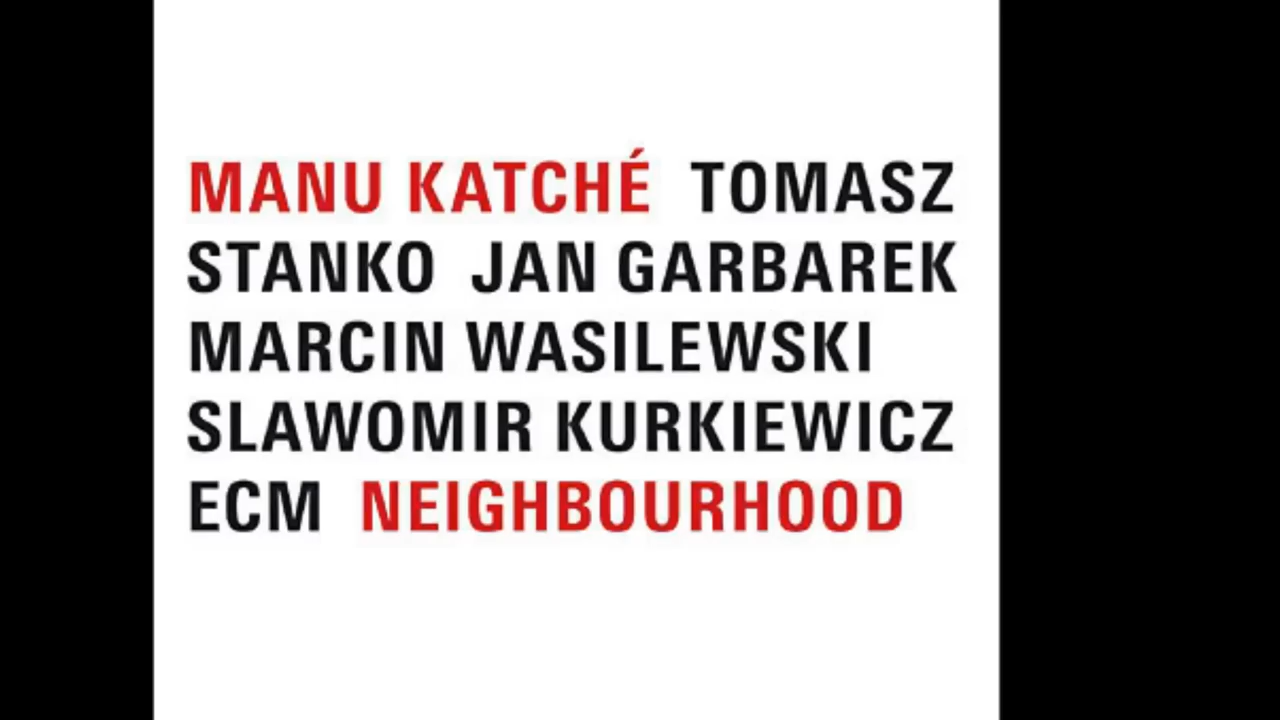 MANU KATCHÉ TOMASZ
STANKO JAN GARBAREK
MARCIN WASILEWSKI
SLAWOMIR KURKIEWICZ
ECM NEIGHBOURHOOD